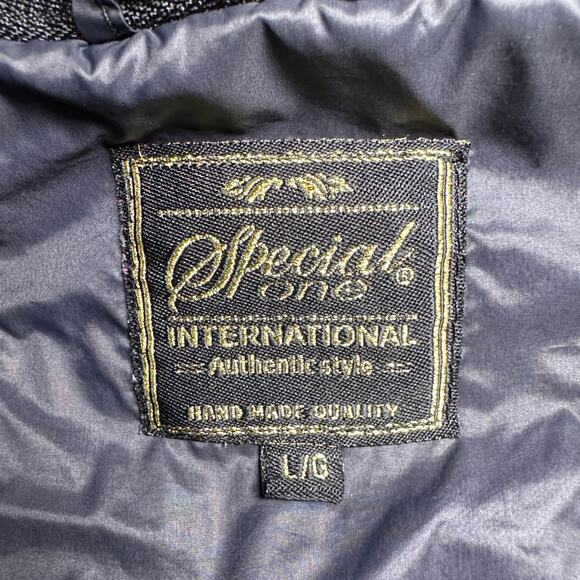 Special
one®
INTERNATIONAL
Authentic style
HAND MADE QUALITY
L/G